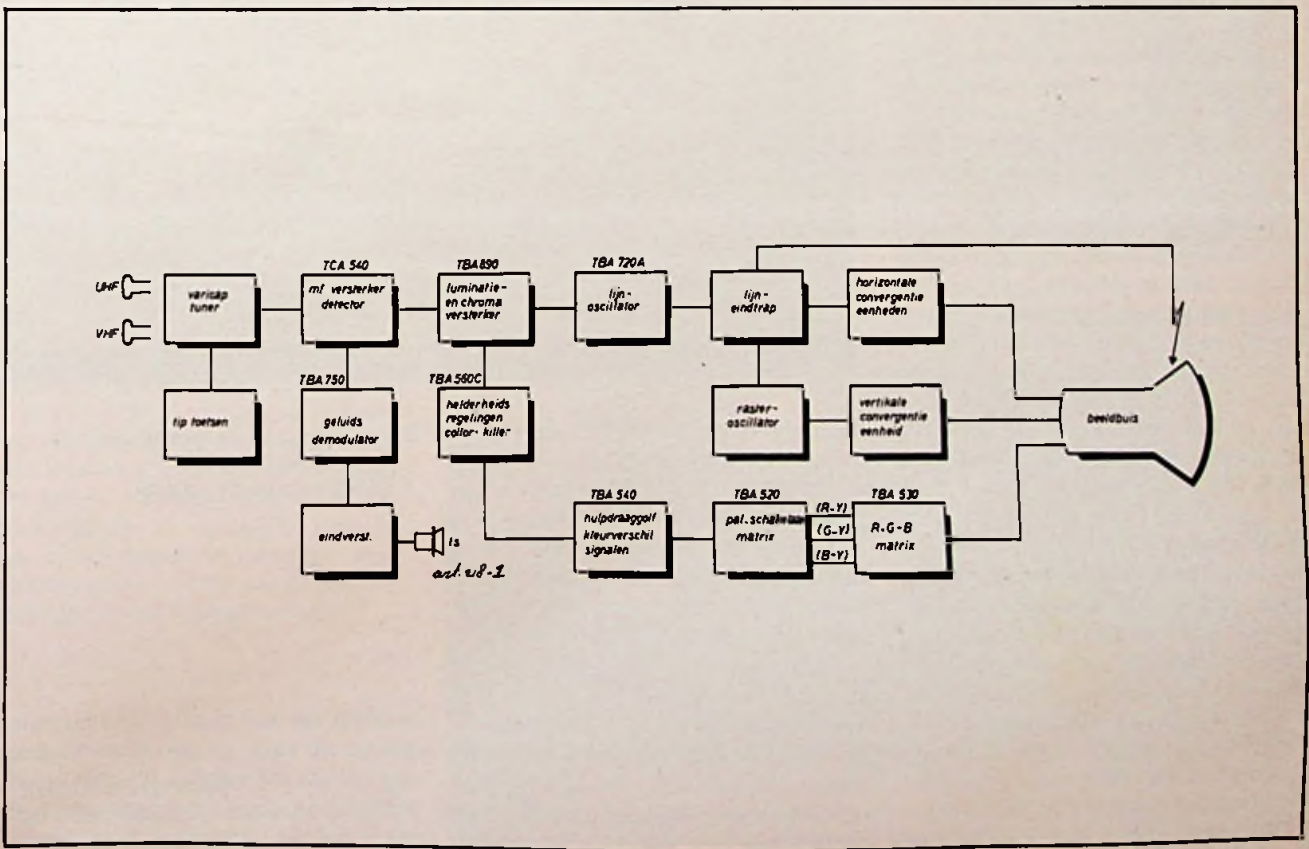 UHF
VHF
varicap
tuner
TCA 540
mf versterker
detector
TBA890
luminatie-
en chroma
versterker
TBA 720A
lijn-
oscillator
lijn-
eindtrap
horizontale
convergentie
eenheden
tip toetsen
TBA 750
geluids
demodulator
TBA 560C
helderheids
regelingen
collor-killer
raster-
oscillator
vertikale
convergentie
eenheid
beeldbuis
eindverst.
ls
TBA 540
hulpdraaggolf
kleurverschil
signalen
TBA 520
pal.
matrix
(R-Y)
(G-Y)
(B-Y)
TBA 530
R-G-B
matrix